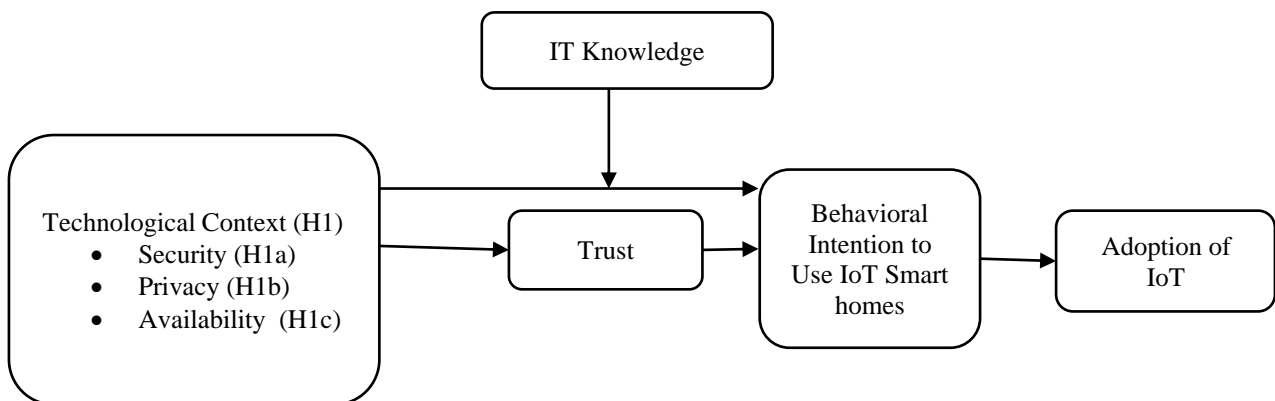 IT Knowledge
Technological Context (H1)
• Security (H1a)
• Privacy (H1b)
• Availability (H1c)
Trust
Behavioral
Intention to
Use IoT Smart
homes
Adoption of
IoT